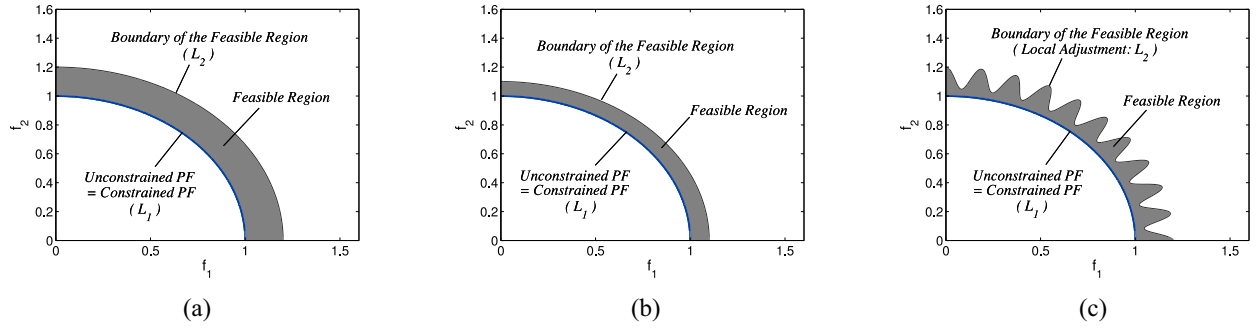 1.6
1.4
1.2
1
0.8
0.6
0.4
0.2
0
f2
Boundary of the Feasible Region
( L2 )
Feasible Region
Unconstrained PF
= Constrained PF
( L1 )
0
0.5
1
1.5
f1
(a)
1.6
1.4
1.2
1
0.8
0.6
0.4
0.2
0
f2
Boundary of the Feasible Region
( L2 )
Feasible Region
Unconstrained PF
= Constrained PF
( L1 )
0
0.5
1
1.5
f1
(b)
1.6
1.4
1.2
1
0.8
0.6
0.4
0.2
0
f2
Boundary of the Feasible Region
( Local Adjustment: L2 )
Feasible Region
Unconstrained PF
= Constrained PF
( L1 )
0
0.5
1
1.5
f1
(c)